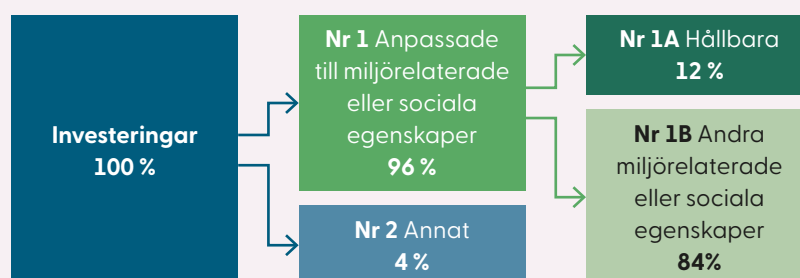 Investeringar
100 %
Nr 1 Anpassade
till miljörelaterade
eller sociala
egenskaper
96 %
Nr 2 Annat
4 %
Nr 1A Hållbara
12 %
Nr 1B Andra
miljörelaterade
eller sociala
egenskaper
84%